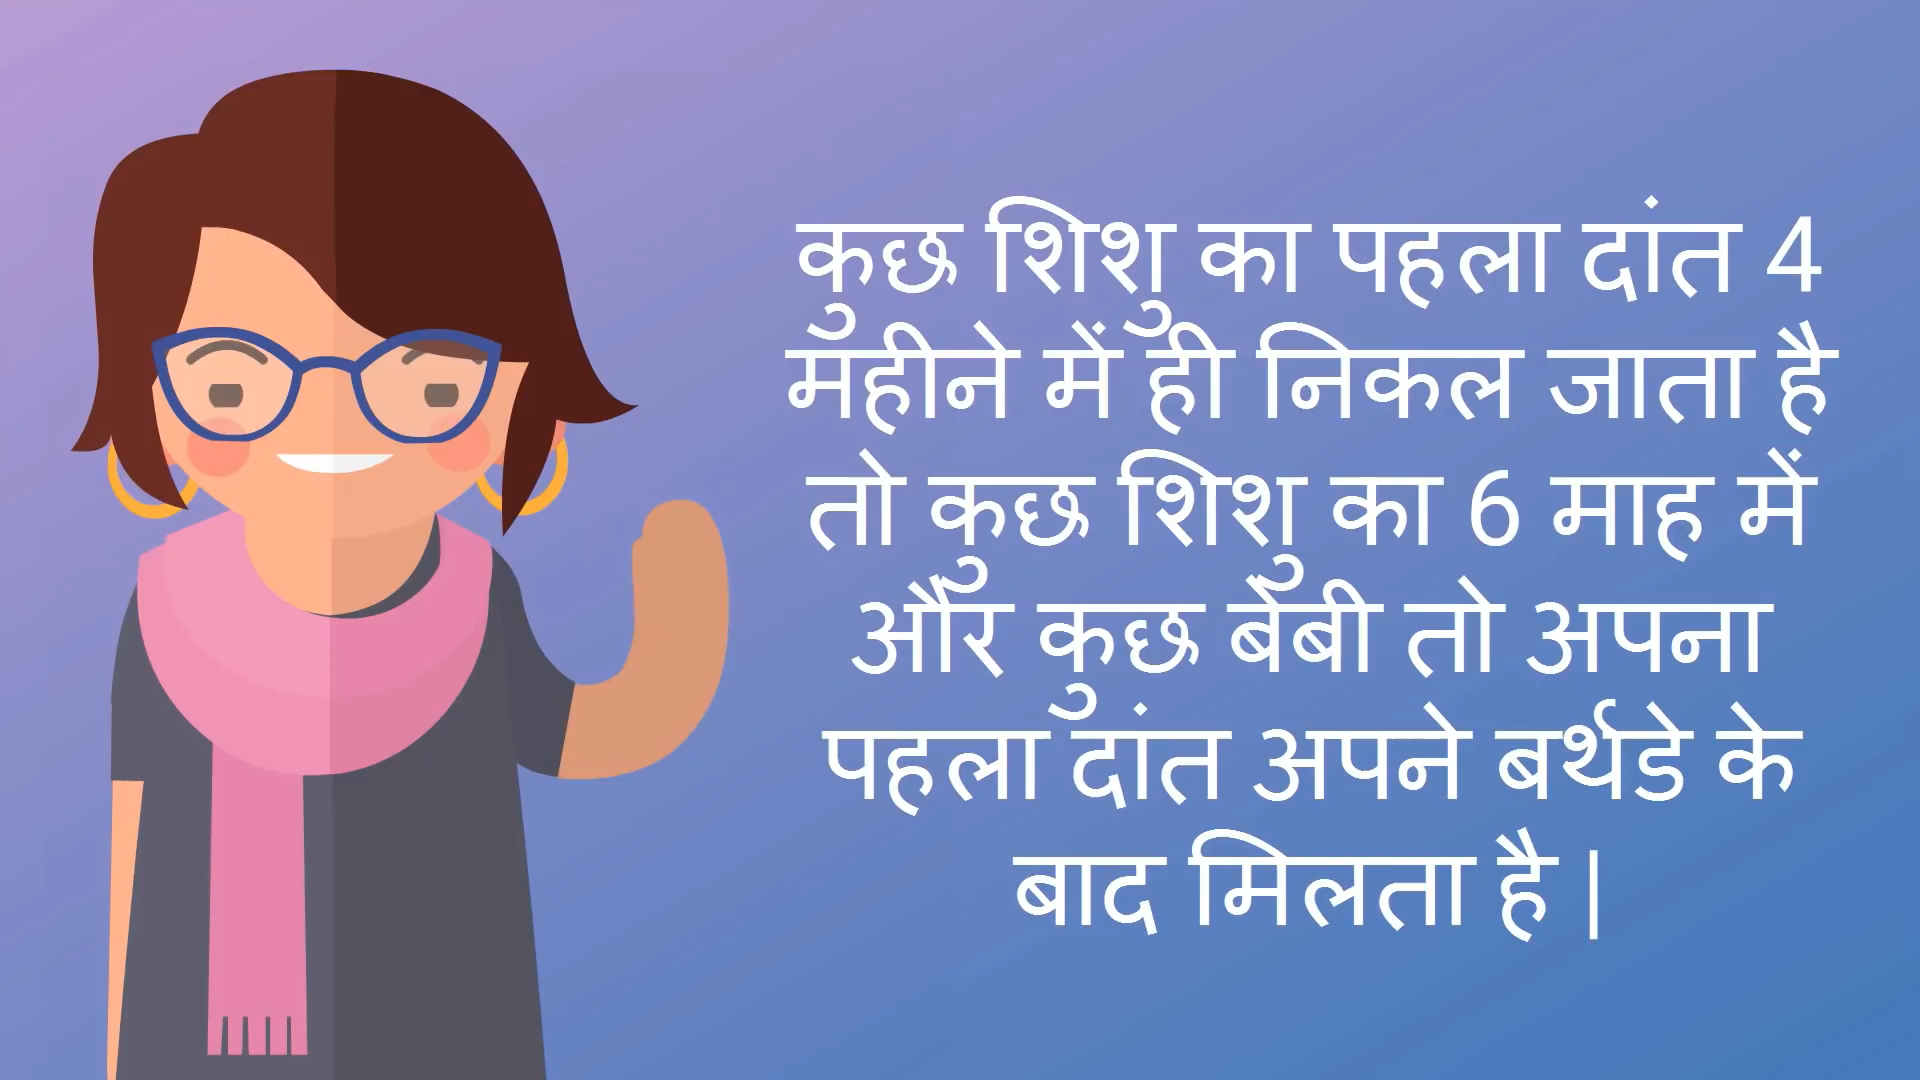 कुछ शिशु का पहला दांत 4
महीने में ही निकल जाता है
तो कुछ शिशु का 6 माह में
और कुछ बेबी तो अपना
पहला दांत अपने बर्थडे के
बाद मिलता है |